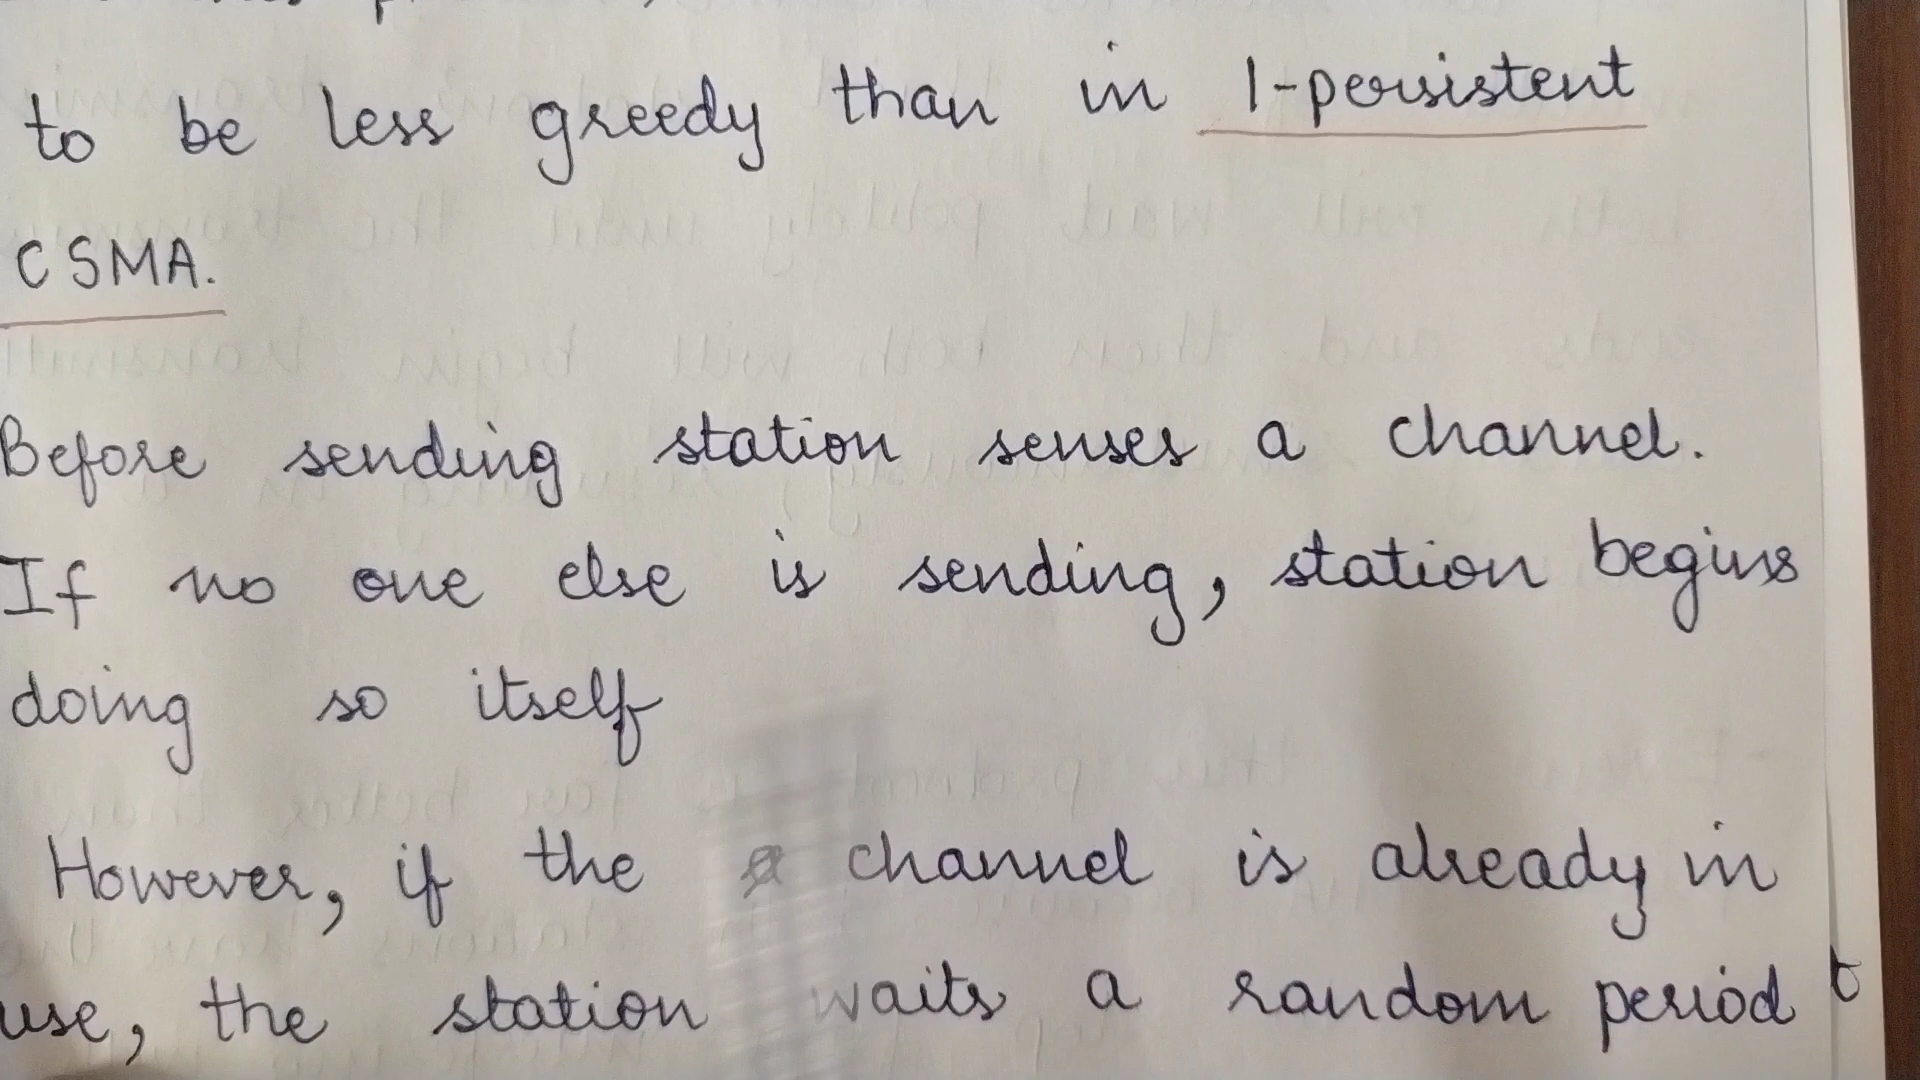 to be less greedy than in 1-persistent
CSMA.
Before sending station senses a channel.
If no one else is sending, station begins
doing so itself
However, if the channel is already in
use, the station waits a random period